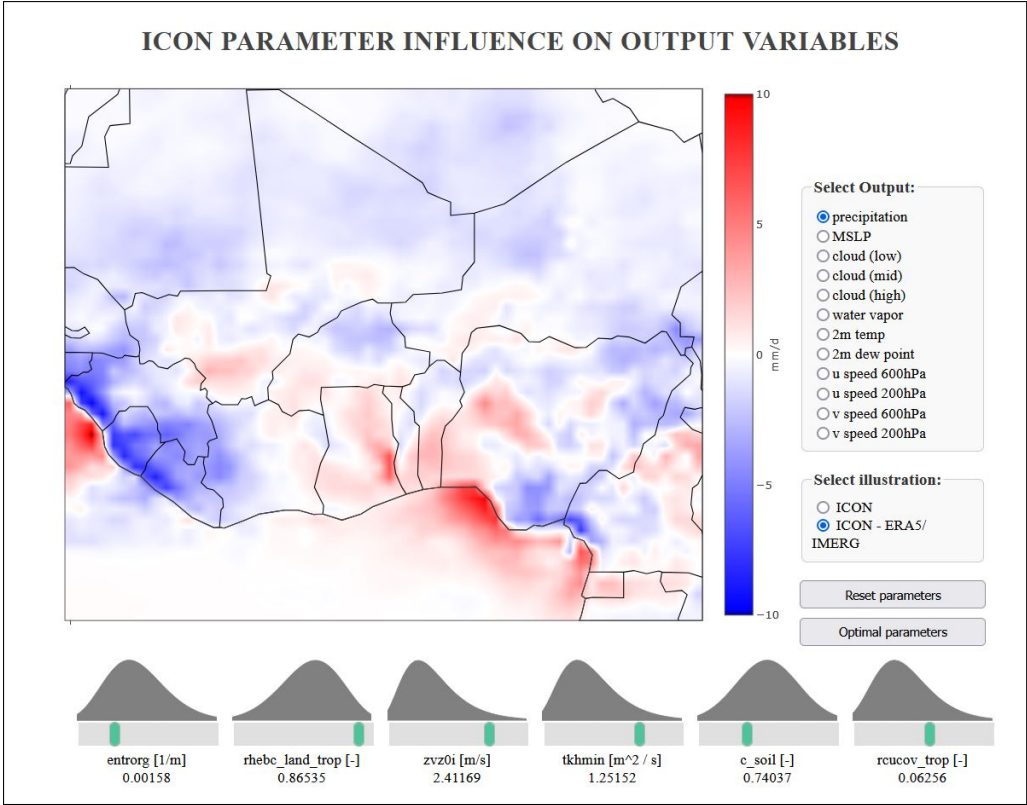 ICON PARAMETER INFLUENCE ON OUTPUT VARIABLES
10
5
0
−5
−10
mm/d
Select Output:
precipitation
MSLP
cloud (low)
cloud (mid)
cloud (high)
water vapor
2m temp
2m dew point
u speed 600hPa
u speed 200hPa
v speed 600hPa
v speed 200hPa
Select illustration:
ICON
ICON - ERA5/
IMERG
Reset parameters
Optimal parameters
entrorg [1/m] rhebc_land_trop [-] zvz0i [m/s] tkhmin [m^2 / s] c_soil [-] rcucov_trop [-]
0.00158 0.86535 2.41169 1.25152 0.74037 0.06256